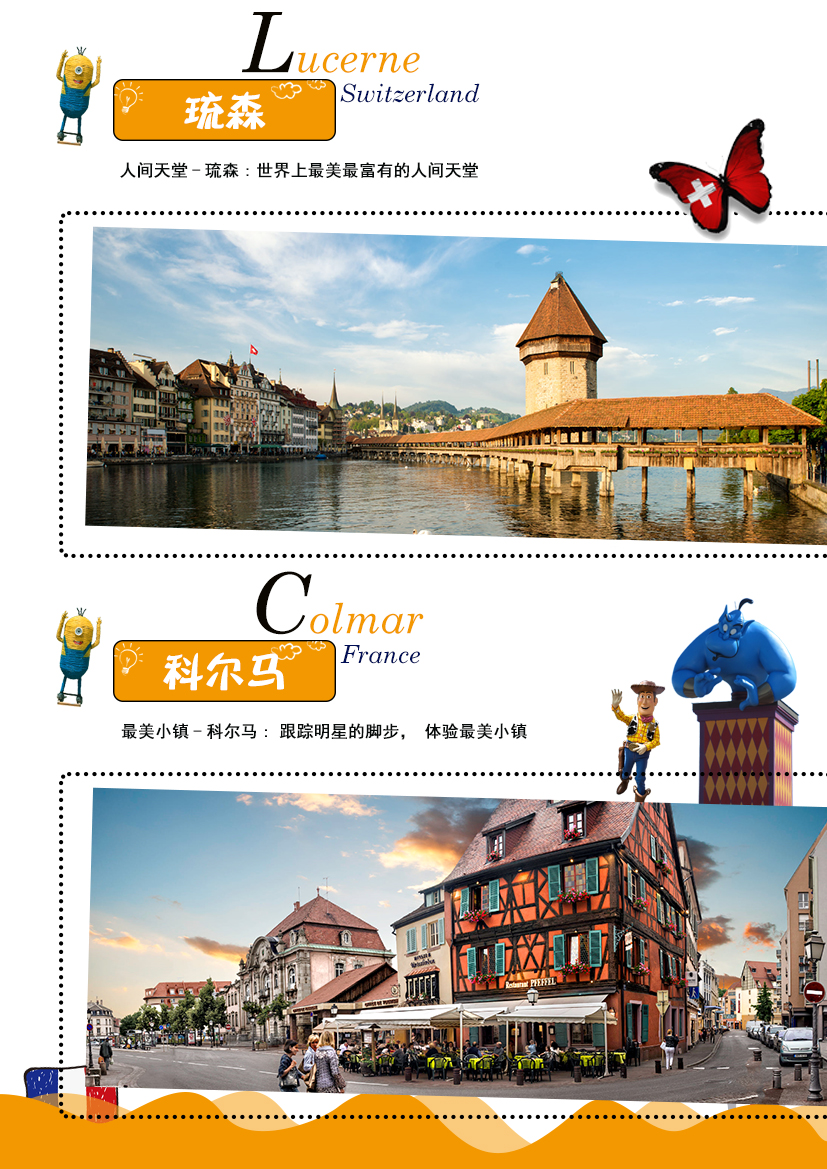 Lucerne
Switzerland
琉森
人间天堂－琉森：世界上最美最富有的人间天堂
Colmar
France
科尔马
最美小镇－科尔马： 跟踪明星的脚步， 体验最美小镇
Restaurant PFEFFEL